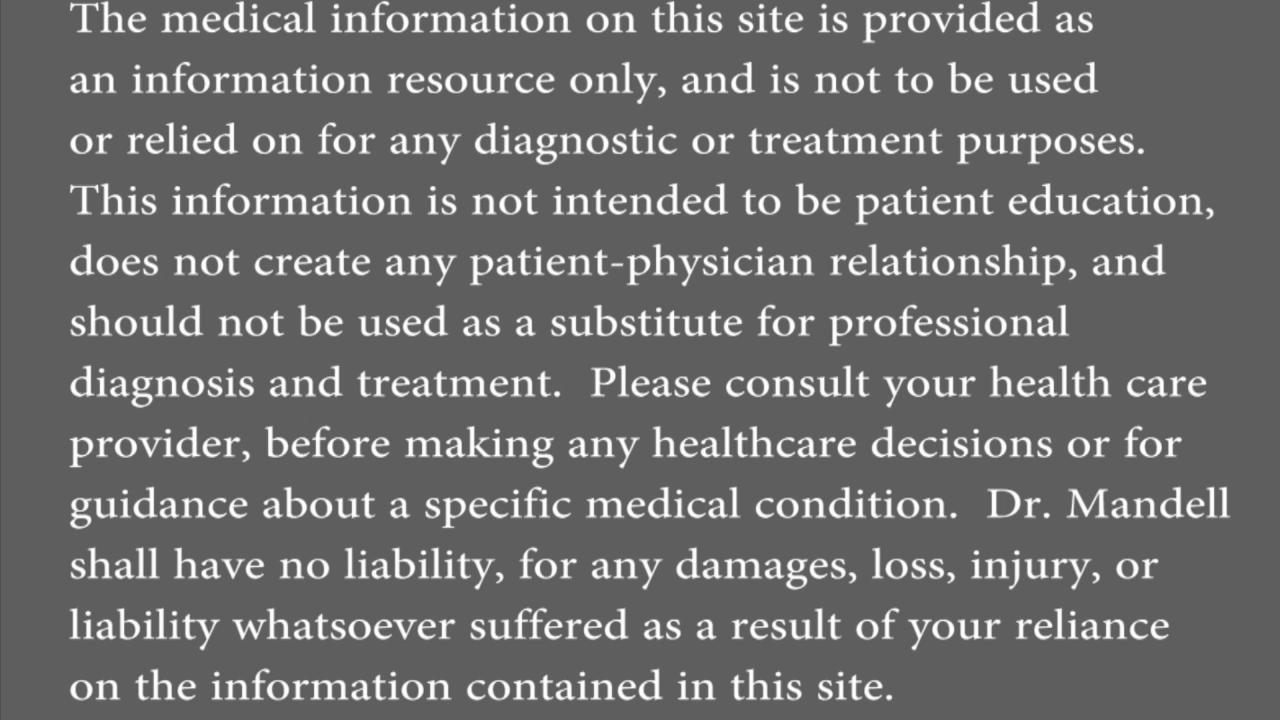 The medical information on this site is provided as
an information resource only, and is not to be used
or relied on for any diagnostic or treatment purposes.
This information is not intended to be patient education,
does not create any patient-physician relationship, and
should not be used as a substitute for professional
diagnosis and treatment.  Please consult your health care
provider, before making any healthcare decisions or for
guidance about a specific medical condition.  Dr. Mandell
shall have no liability, for any damages, loss, injury, or
liability whatsoever suffered as a result of your reliance
on the information contained in this site.